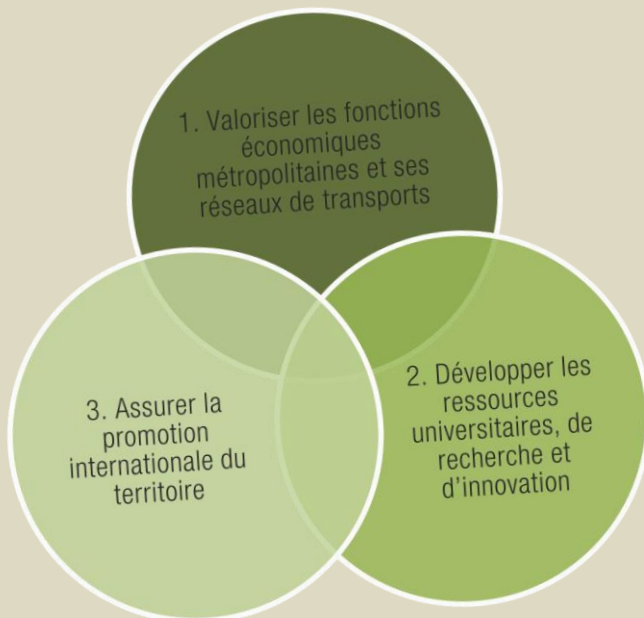 1. Valoriser les fonctions
économiques
métropolitaines et ses
réseaux de transports
2. Développer les
ressources
universitaires, de
recherche et
d'innovation
3. Assurer la
promotion
internationale du
territoire